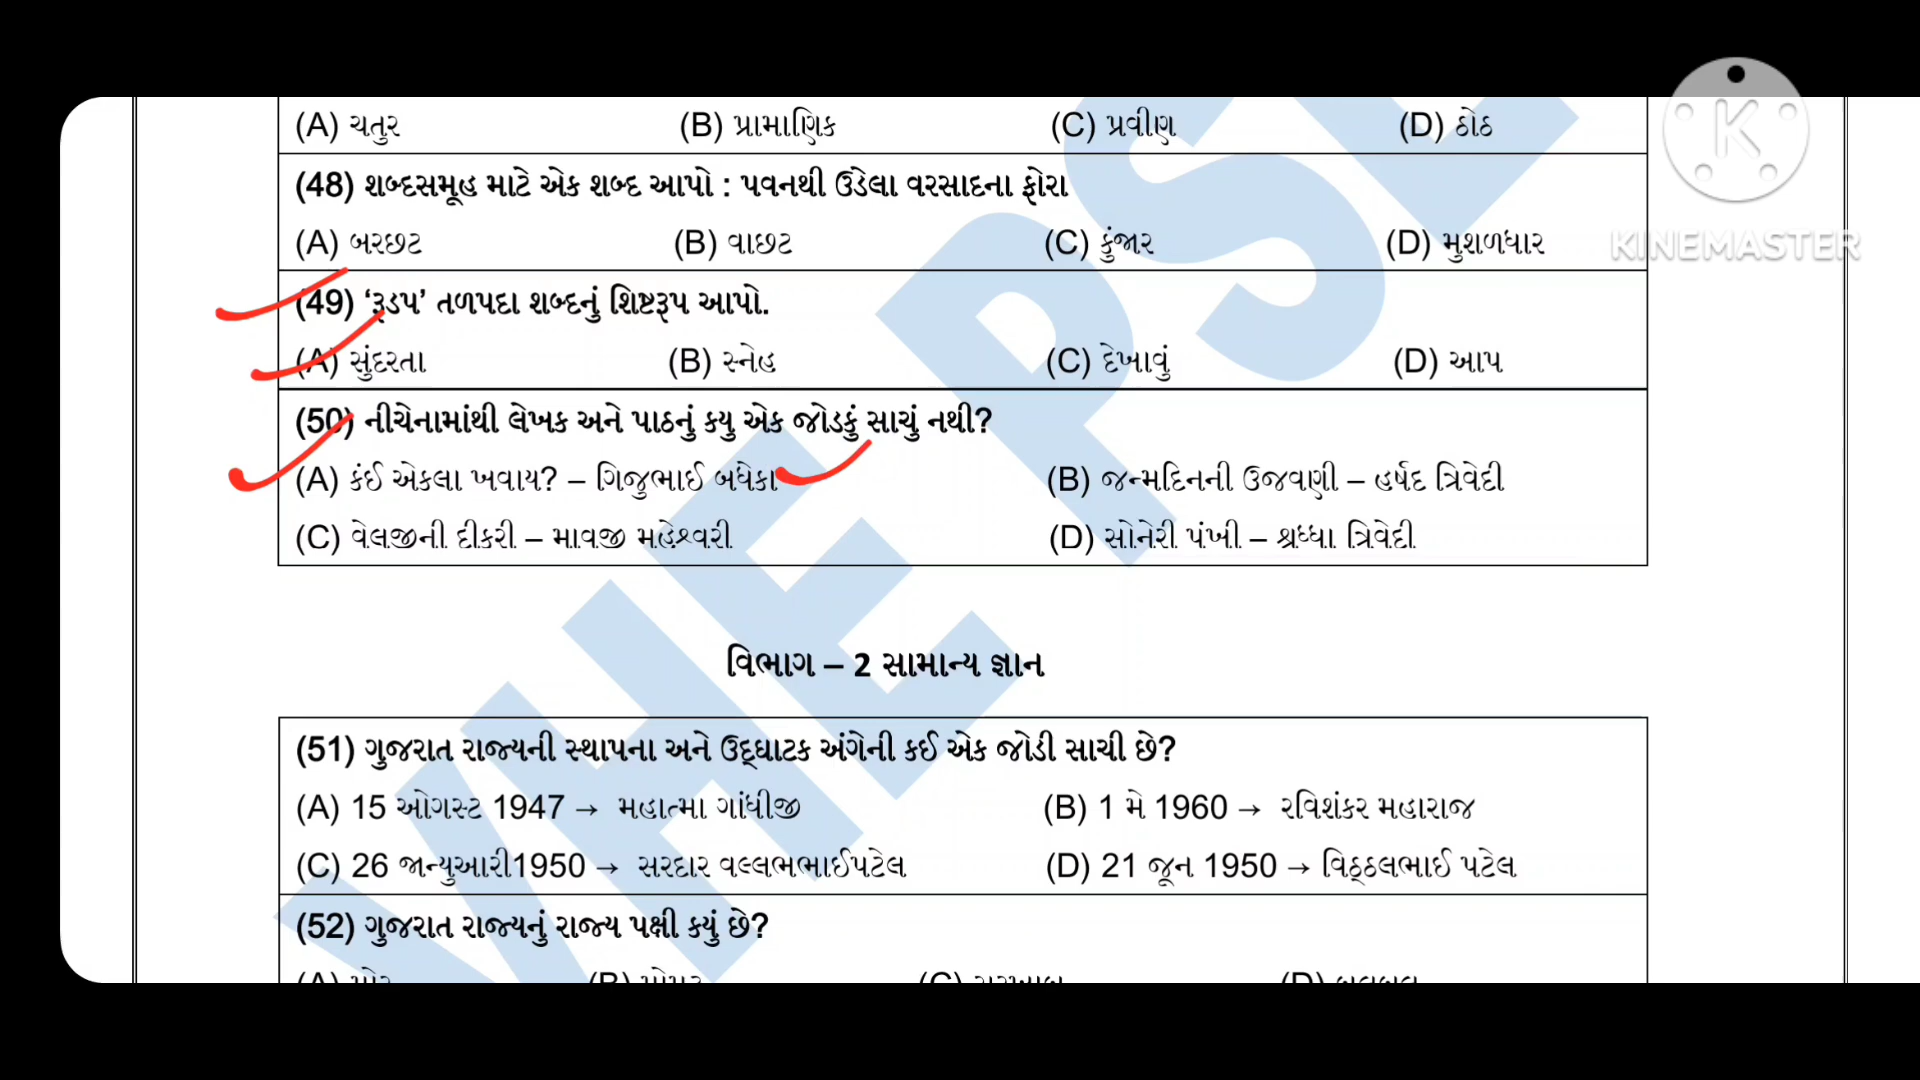 (A) ચતુર (B) પ્રામાણિક (C) પ્રવીણ (D) ઠોઠ
(48) શબ્દસમૂહ માટે એક શબ્દ આપો : પવનથી ઉડેલા વરસાદના ફોરા
(A) બરછટ (B) વાછટ (C) કુંજાર (D) મુશળધાર
(49) ‘રૂડપ’ તળપદા શબ્દનું શિષ્ટરૂપ આપો.
(A) સુંદરતા (B) સ્નેહ (C) દેખાવું (D) આપ
(50) નીચેનામાંથી લેખક અને પાઠનું કયુ એક જોડકું સાચું નથી?
(A) કંઈ એકલા ખવાય? – ગિજુભાઈ બધેકા (B) જન્મદિનની ઉજવણી – હર્ષદ ત્રિવેદી
(C) વેલજીની દીકરી – માવજી મહેશ્વરી (D) સોનેરી પંખી – શ્રધ્ધા ત્રિવેદી
વિભાગ – 2 સામાન્ય જ્ઞાન
(51) ગુજરાત રાજ્યની સ્થાપના અને ઉદ્‌ઘાટક અંગેની કઈ એક જોડી સાચી છે?
(A) 15 ઓગસ્ટ 1947 → મહાત્મા ગાંધીજી (B) 1 મે 1960 → રવિશંકર મહારાજ
(C) 26 જાન્યુઆરી1950 → સરદાર વલ્લભભાઈપટેલ (D) 21 જૂન 1950 → વિઠ્ઠલભાઈ પટેલ
(52) ગુજરાત રાજ્યનું રાજ્ય પક્ષી કયું છે?
K
KINEMASTER